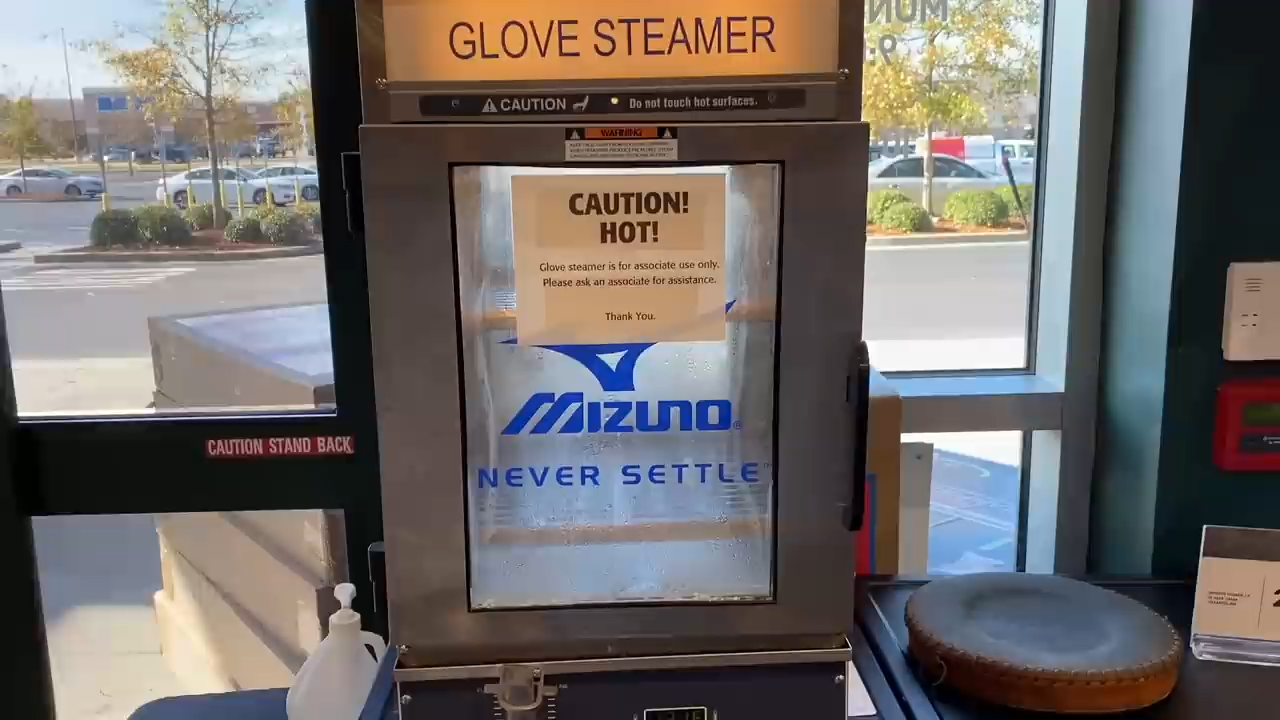 GLOVE STEAMER
CAUTION
Do not touch hot surfaces.
WARNING
CAUTION!
HOT!
Glove steamer is for associate use only.
Please ask an associate for assistance.
Thank You.
MIZUNO®
NEVER SETTLE™
CAUTION STAND BACK